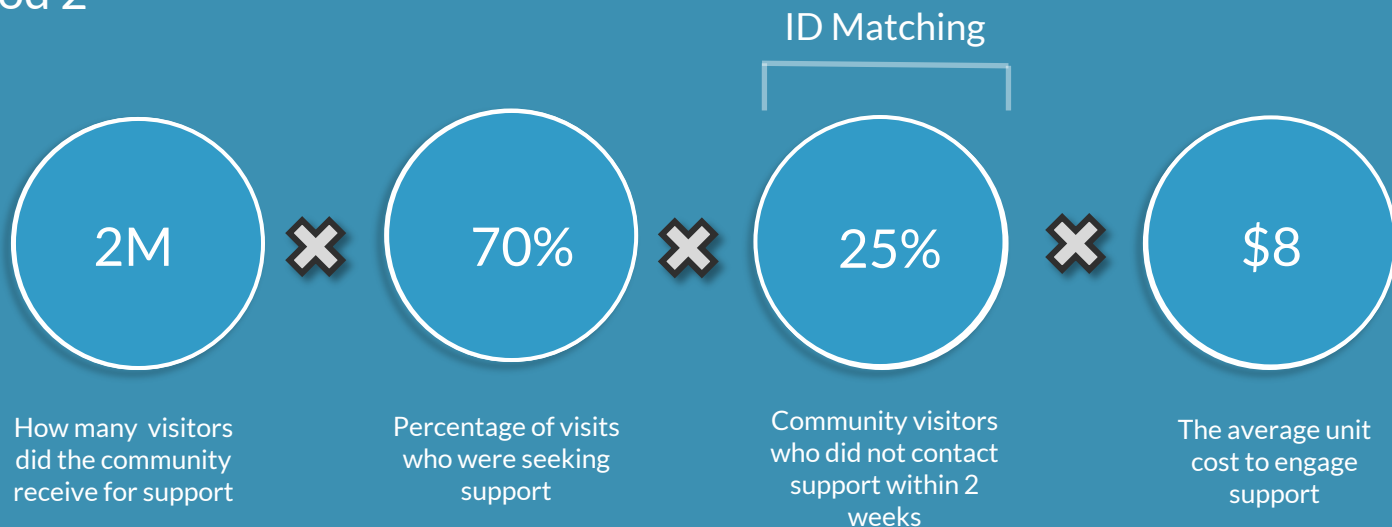 ID Matching
2M
70%
25%
$8
How many visitors
did the community
receive for support
Percentage of visits
who were seeking
support
Community visitors
who did not contact
support within 2
weeks
The average unit
cost to engage
support